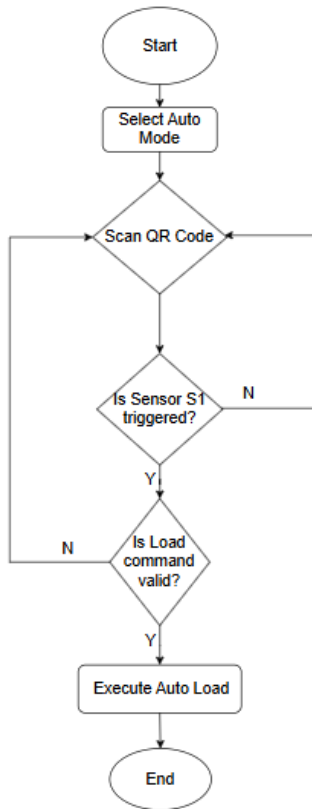 Start
Select Auto
Mode
Scan QR Code
Is Sensor S1
triggered?
N
Y
Is Load
command
valid?
N
Y
Execute Auto Load
End